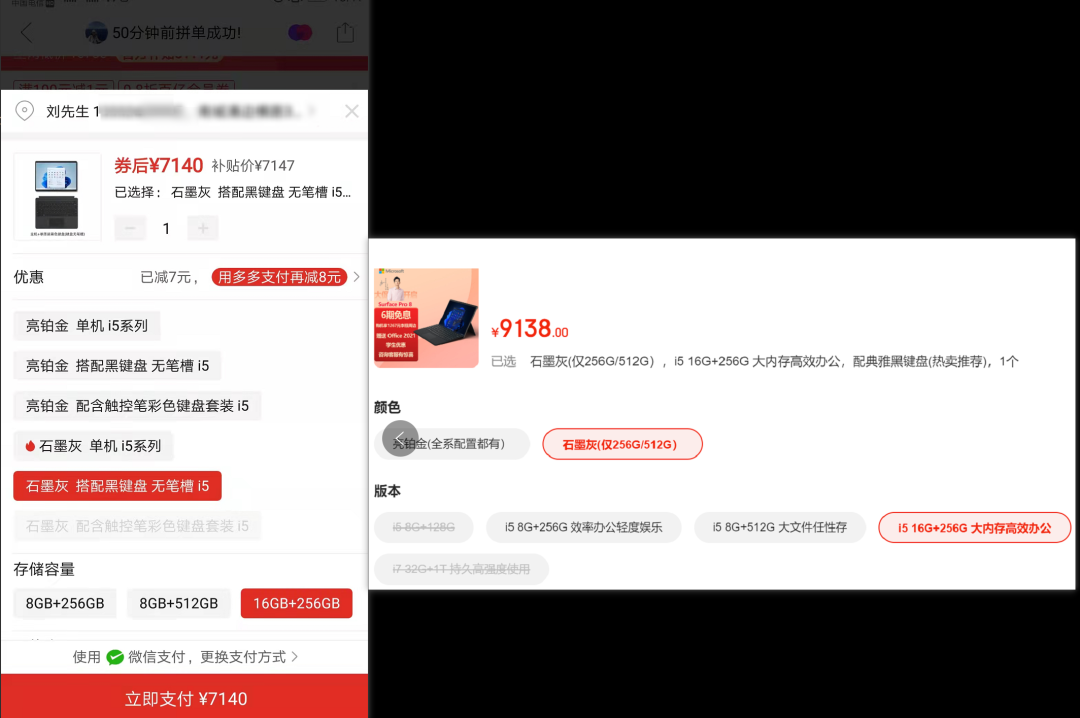 50分钟前拼单成功!
刘先生 1
券后¥7140 补贴价¥7147
已选择： 石墨灰 搭配黑键盘 无笔槽 i5...
1
优惠
已减7元， 用多多支付再减8元
亮铂金 单机 i5系列
亮铂金 搭配黑键盘 无笔槽 i5
亮铂金 配含触控笔彩色键盘套装 i5
石墨灰 单机 i5系列
石墨灰 搭配黑键盘 无笔槽 i5
石墨灰 配含触控笔彩色键盘套装 i5
存储容量
8GB+256GB 8GB+512GB 16GB+256GB
使用 微信支付，更换支付方式
立即支付 ¥7140
Microsoft
Surface Pro 8
6期免息
¥9138.00
已选 石墨灰(仅256G/512G），i5 16G+256G 大内存高效办公，配典雅黑键盘(热卖推荐)，1个
颜色
亮铂金(全系配置都有)
石墨灰(仅256G/512G）
版本
i5 8G+128G
i5 8G+256G 效率办公轻度娱乐
i5 8G+512G 大文件任性存
i5 16G+256G 大内存高效办公
i7 32G+1T 持久高强度使用